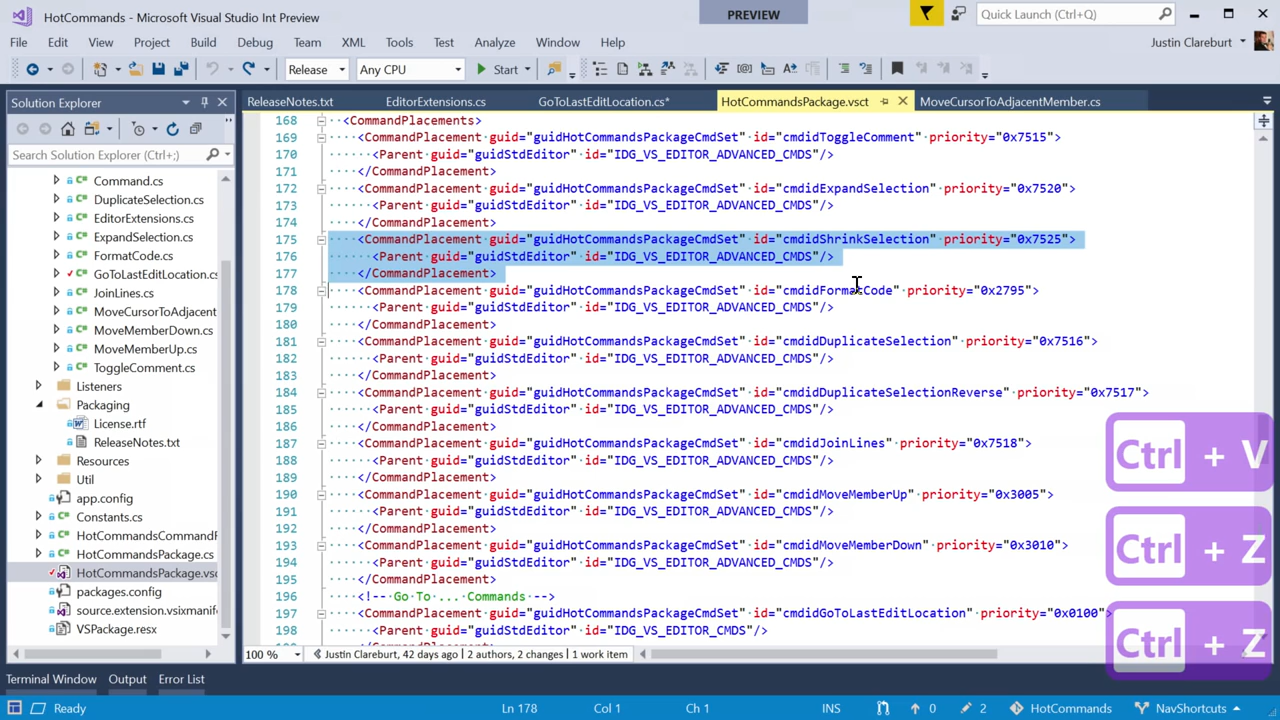 HotCommands - Microsoft Visual Studio Int Preview
PREVIEW
Quick Launch (Ctrl+Q)
File Edit View Project Build Debug Team XML Tools Test Analyze Window Help
Justin Clareburt
Release
Any CPU
Start
Solution Explorer
ReleaseNotes.txt
EditorExtensions.cs
GoToLastEditLocation.cs*
HotCommandsPackage.vsct
MoveCursorToAdjacentMember.cs
Search Solution Explorer (Ctrl+;)
Command.cs
DuplicateSelection.cs
EditorExtensions.cs
ExpandSelection.cs
FormatCode.cs
GoToLastEditLocation.cs
JoinLines.cs
MoveCursorToAdjacent
MoveMemberDown.cs
MoveMemberUp.cs
ToggleComment.cs
Listeners
Packaging
License.rtf
ReleaseNotes.txt
Resources
Util
app.config
Constants.cs
HotCommandsCommandF
HotCommandsPackage.cs
HotCommandsPackage.vsc
packages.config
source.extension.vsixmanif
VSPackage.resx
168 <CommandPlacements>
169 <CommandPlacement guid="guidHotCommandsPackageCmdSet" id="cmdidToggleComment" priority="0x7515">
170 <Parent guid="guidStdEditor" id="IDG_VS_EDITOR_ADVANCED_CMDS"/>
171 </CommandPlacement>
172 <CommandPlacement guid="guidHotCommandsPackageCmdSet" id="cmdidExpandSelection" priority="0x7520">
173 <Parent guid="guidStdEditor" id="IDG_VS_EDITOR_ADVANCED_CMDS"/>
174 </CommandPlacement>
175 <CommandPlacement guid="guidHotCommandsPackageCmdSet" id="cmdidShrinkSelection" priority="0x7525">
176 <Parent guid="guidStdEditor" id="IDG_VS_EDITOR_ADVANCED_CMDS"/>
177 </CommandPlacement>
178 <CommandPlacement guid="guidHotCommandsPackageCmdSet" id="cmdidFormatCode" priority="0x2795">
179 <Parent guid="guidStdEditor" id="IDG_VS_EDITOR_ADVANCED_CMDS"/>
180 </CommandPlacement>
181 <CommandPlacement guid="guidHotCommandsPackageCmdSet" id="cmdidDuplicateSelection" priority="0x7516">
182 <Parent guid="guidStdEditor" id="IDG_VS_EDITOR_ADVANCED_CMDS"/>
183 </CommandPlacement>
184 <CommandPlacement guid="guidHotCommandsPackageCmdSet" id="cmdidDuplicateSelectionReverse" priority="0x7517">
185 <Parent guid="guidStdEditor" id="IDG_VS_EDITOR_ADVANCED_CMDS"/>
186 </CommandPlacement>
187 <CommandPlacement guid="guidHotCommandsPackageCmdSet" id="cmdidJoinLines" priority="0x7518">
188 <Parent guid="guidStdEditor" id="IDG_VS_EDITOR_ADVANCED_CMDS"/>
189 </CommandPlacement>
190 <CommandPlacement guid="guidHotCommandsPackageCmdSet" id="cmdidMoveMemberUp" priority="0x3005">
191 <Parent guid="guidStdEditor" id="IDG_VS_EDITOR_ADVANCED_CMDS"/>
192 </CommandPlacement>
193 <CommandPlacement guid="guidHotCommandsPackageCmdSet" id="cmdidMoveMemberDown" priority="0x3010">
194 <Parent guid="guidStdEditor" id="IDG_VS_EDITOR_ADVANCED_CMDS"/>
195 </CommandPlacement>
196 <!-- Go To ... Commands -->
197 <CommandPlacement guid="guidHotCommandsPackageCmdSet" id="cmdidGoToLastEditLocation" priority="0x0100">
198 <Parent guid="guidStdEditor" id="IDG_VS_EDITOR_CMDS"/>
Ctrl + V
Ctrl + Z
Ctrl + Z
100 %
Justin Clareburt, 42 days ago | 2 authors, 2 changes | 1 work item
Terminal Window Output Error List
Ready
Ln 178
Col 1
Ch 1
INS
0
2
HotCommands
NavShortcuts